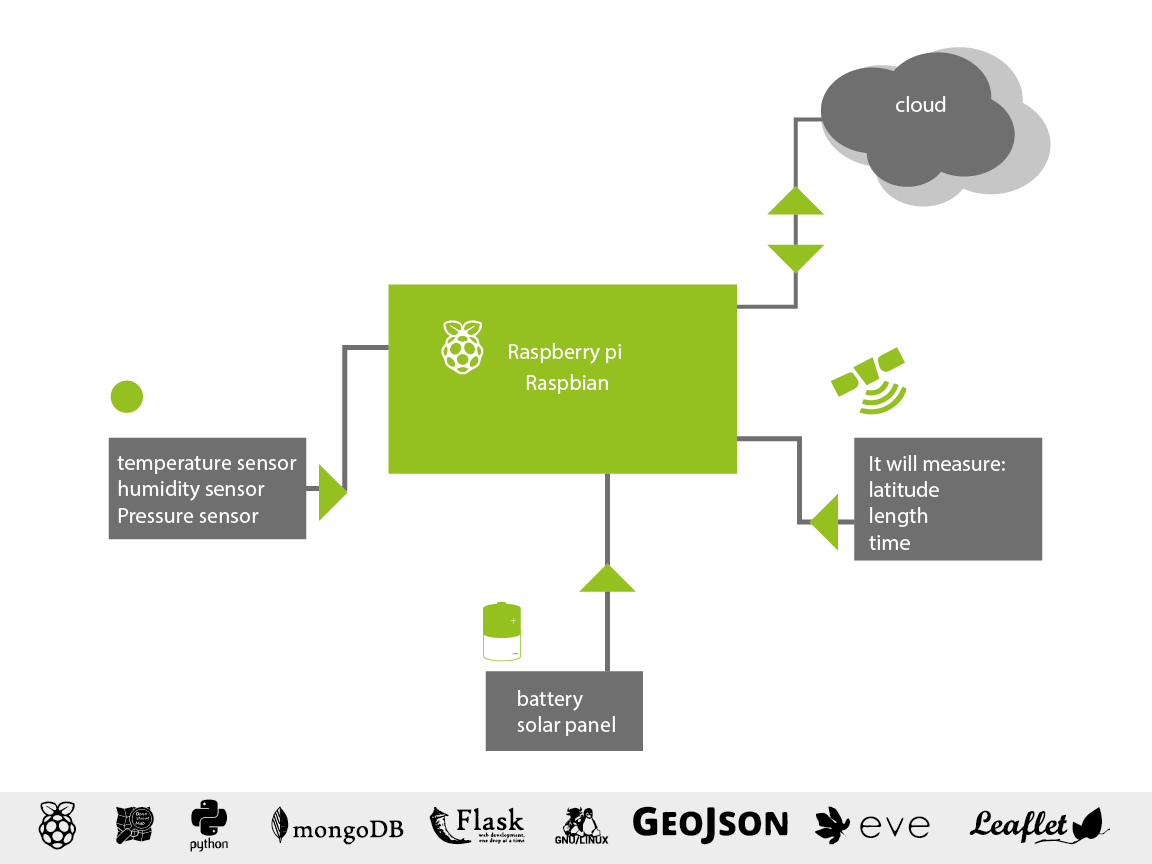 cloud
Raspberry pi
Raspbian
temperature sensor
humidity sensor
Pressure sensor
It will measure:
latitude
length
time
+
-
battery
solar panel
python
mongoDB
Flask
web development,
one drop at a time
GNU/LINUX
GEOJSON
eve
Leaflet